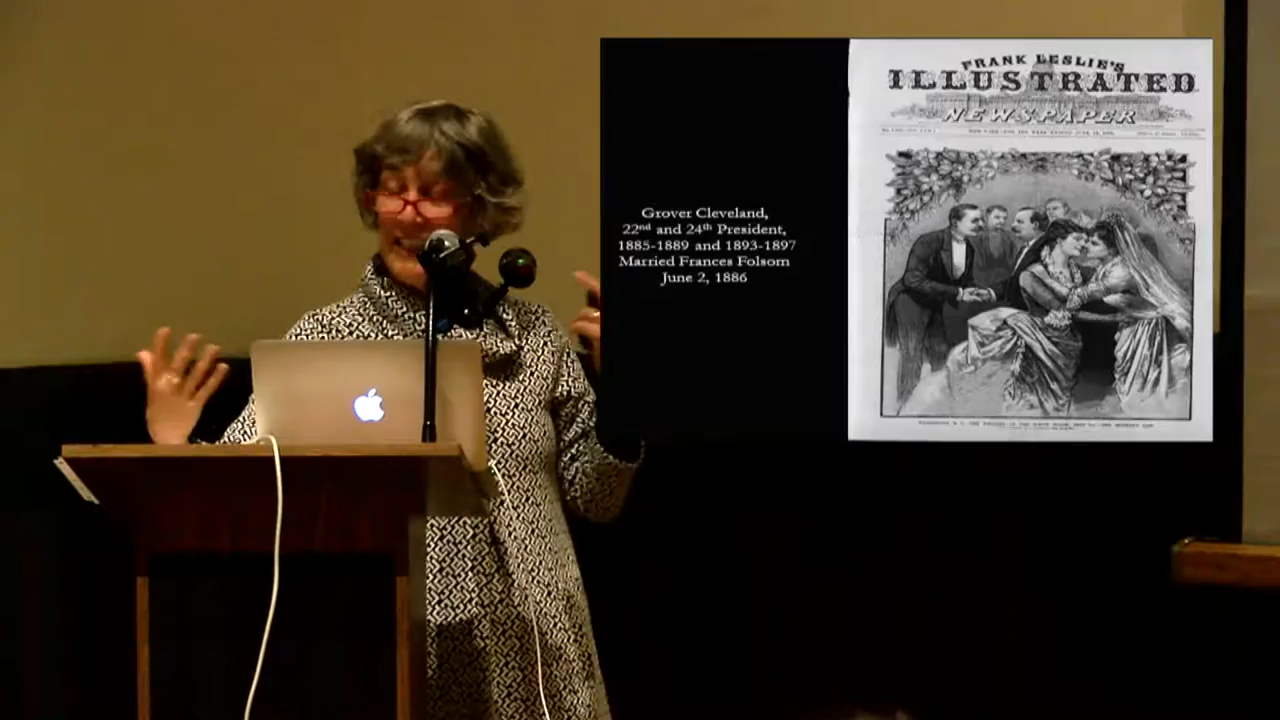 Grover Cleveland,
22nd and 24th President,
1885-1889 and 1893-1897
Married Frances Folsom
June 2, 1886
FRANK LESLIE'S
ILLUSTRATED
NEWSPAPER